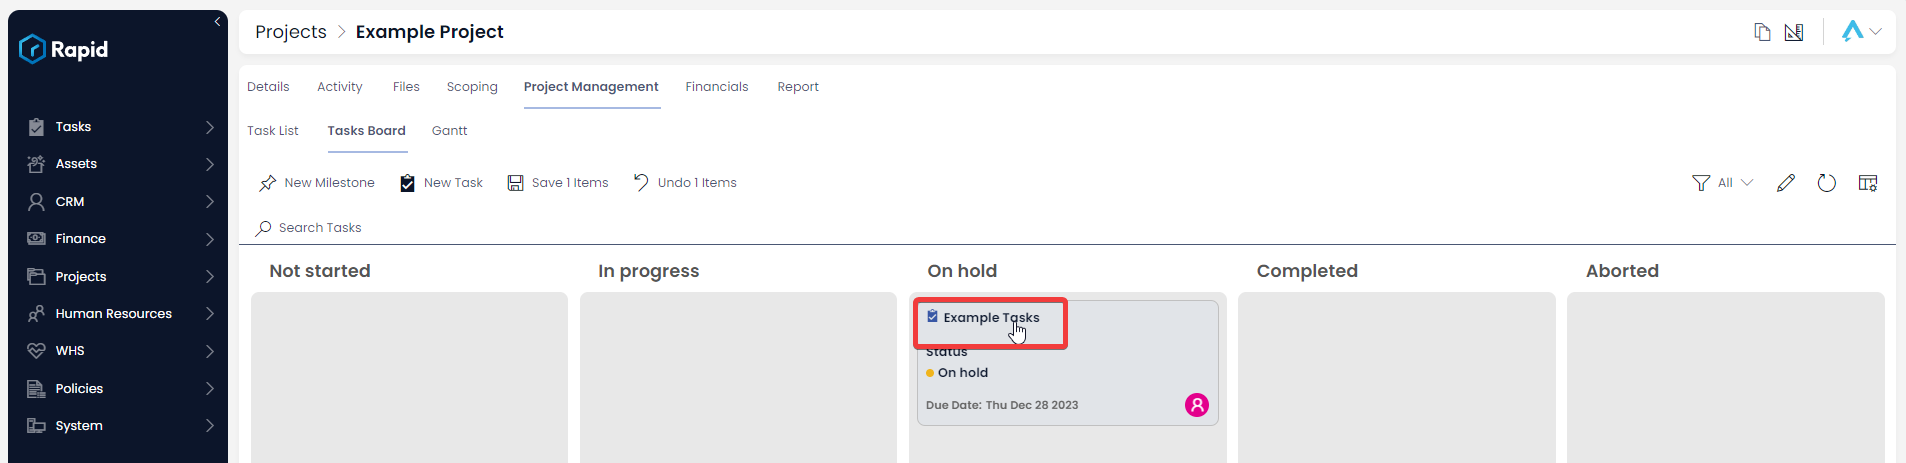 Rapid
Tasks
Assets
CRM
Finance
Projects
Human Resources
WHS
Policies
System
Projects > Example Project
Details Activity Files Scoping Project Management Financials Report
Task List Tasks Board Gantt
New Milestone New Task Save 1 Items Undo 1 Items All
Search Tasks
Not started In progress On hold Completed Aborted
Example Tasks
Status
On hold
Due Date: Thu Dec 28 2023